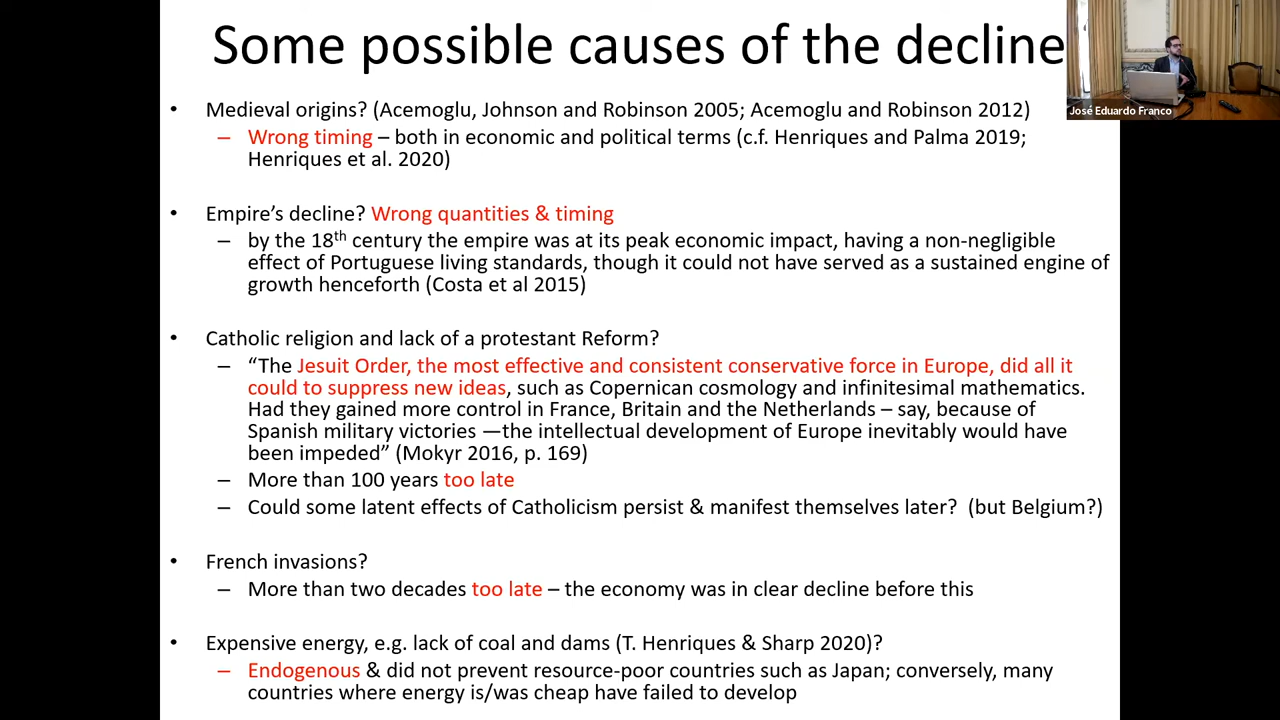 Some possible causes of the decline
José Eduardo Franco
• Medieval origins? (Acemoglu, Johnson and Robinson 2005; Acemoglu and Robinson 2012)
– Wrong timing – both in economic and political terms (c.f. Henriques and Palma 2019;
Henriques et al. 2020)
• Empire’s decline? Wrong quantities & timing
– by the 18th century the empire was at its peak economic impact, having a non-negligible
effect of Portuguese living standards, though it could not have served as a sustained engine of
growth henceforth (Costa et al 2015)
• Catholic religion and lack of a protestant Reform?
– “The Jesuit Order, the most effective and consistent conservative force in Europe, did all it
could to suppress new ideas, such as Copernican cosmology and infinitesimal mathematics.
Had they gained more control in France, Britain and the Netherlands – say, because of
Spanish military victories —the intellectual development of Europe inevitably would have
been impeded” (Mokyr 2016, p. 169)
– More than 100 years too late
– Could some latent effects of Catholicism persist & manifest themselves later? (but Belgium?)
• French invasions?
– More than two decades too late – the economy was in clear decline before this
• Expensive energy, e.g. lack of coal and dams (T. Henriques & Sharp 2020)?
– Endogenous & did not prevent resource-poor countries such as Japan; conversely, many
countries where energy is/was cheap have failed to develop